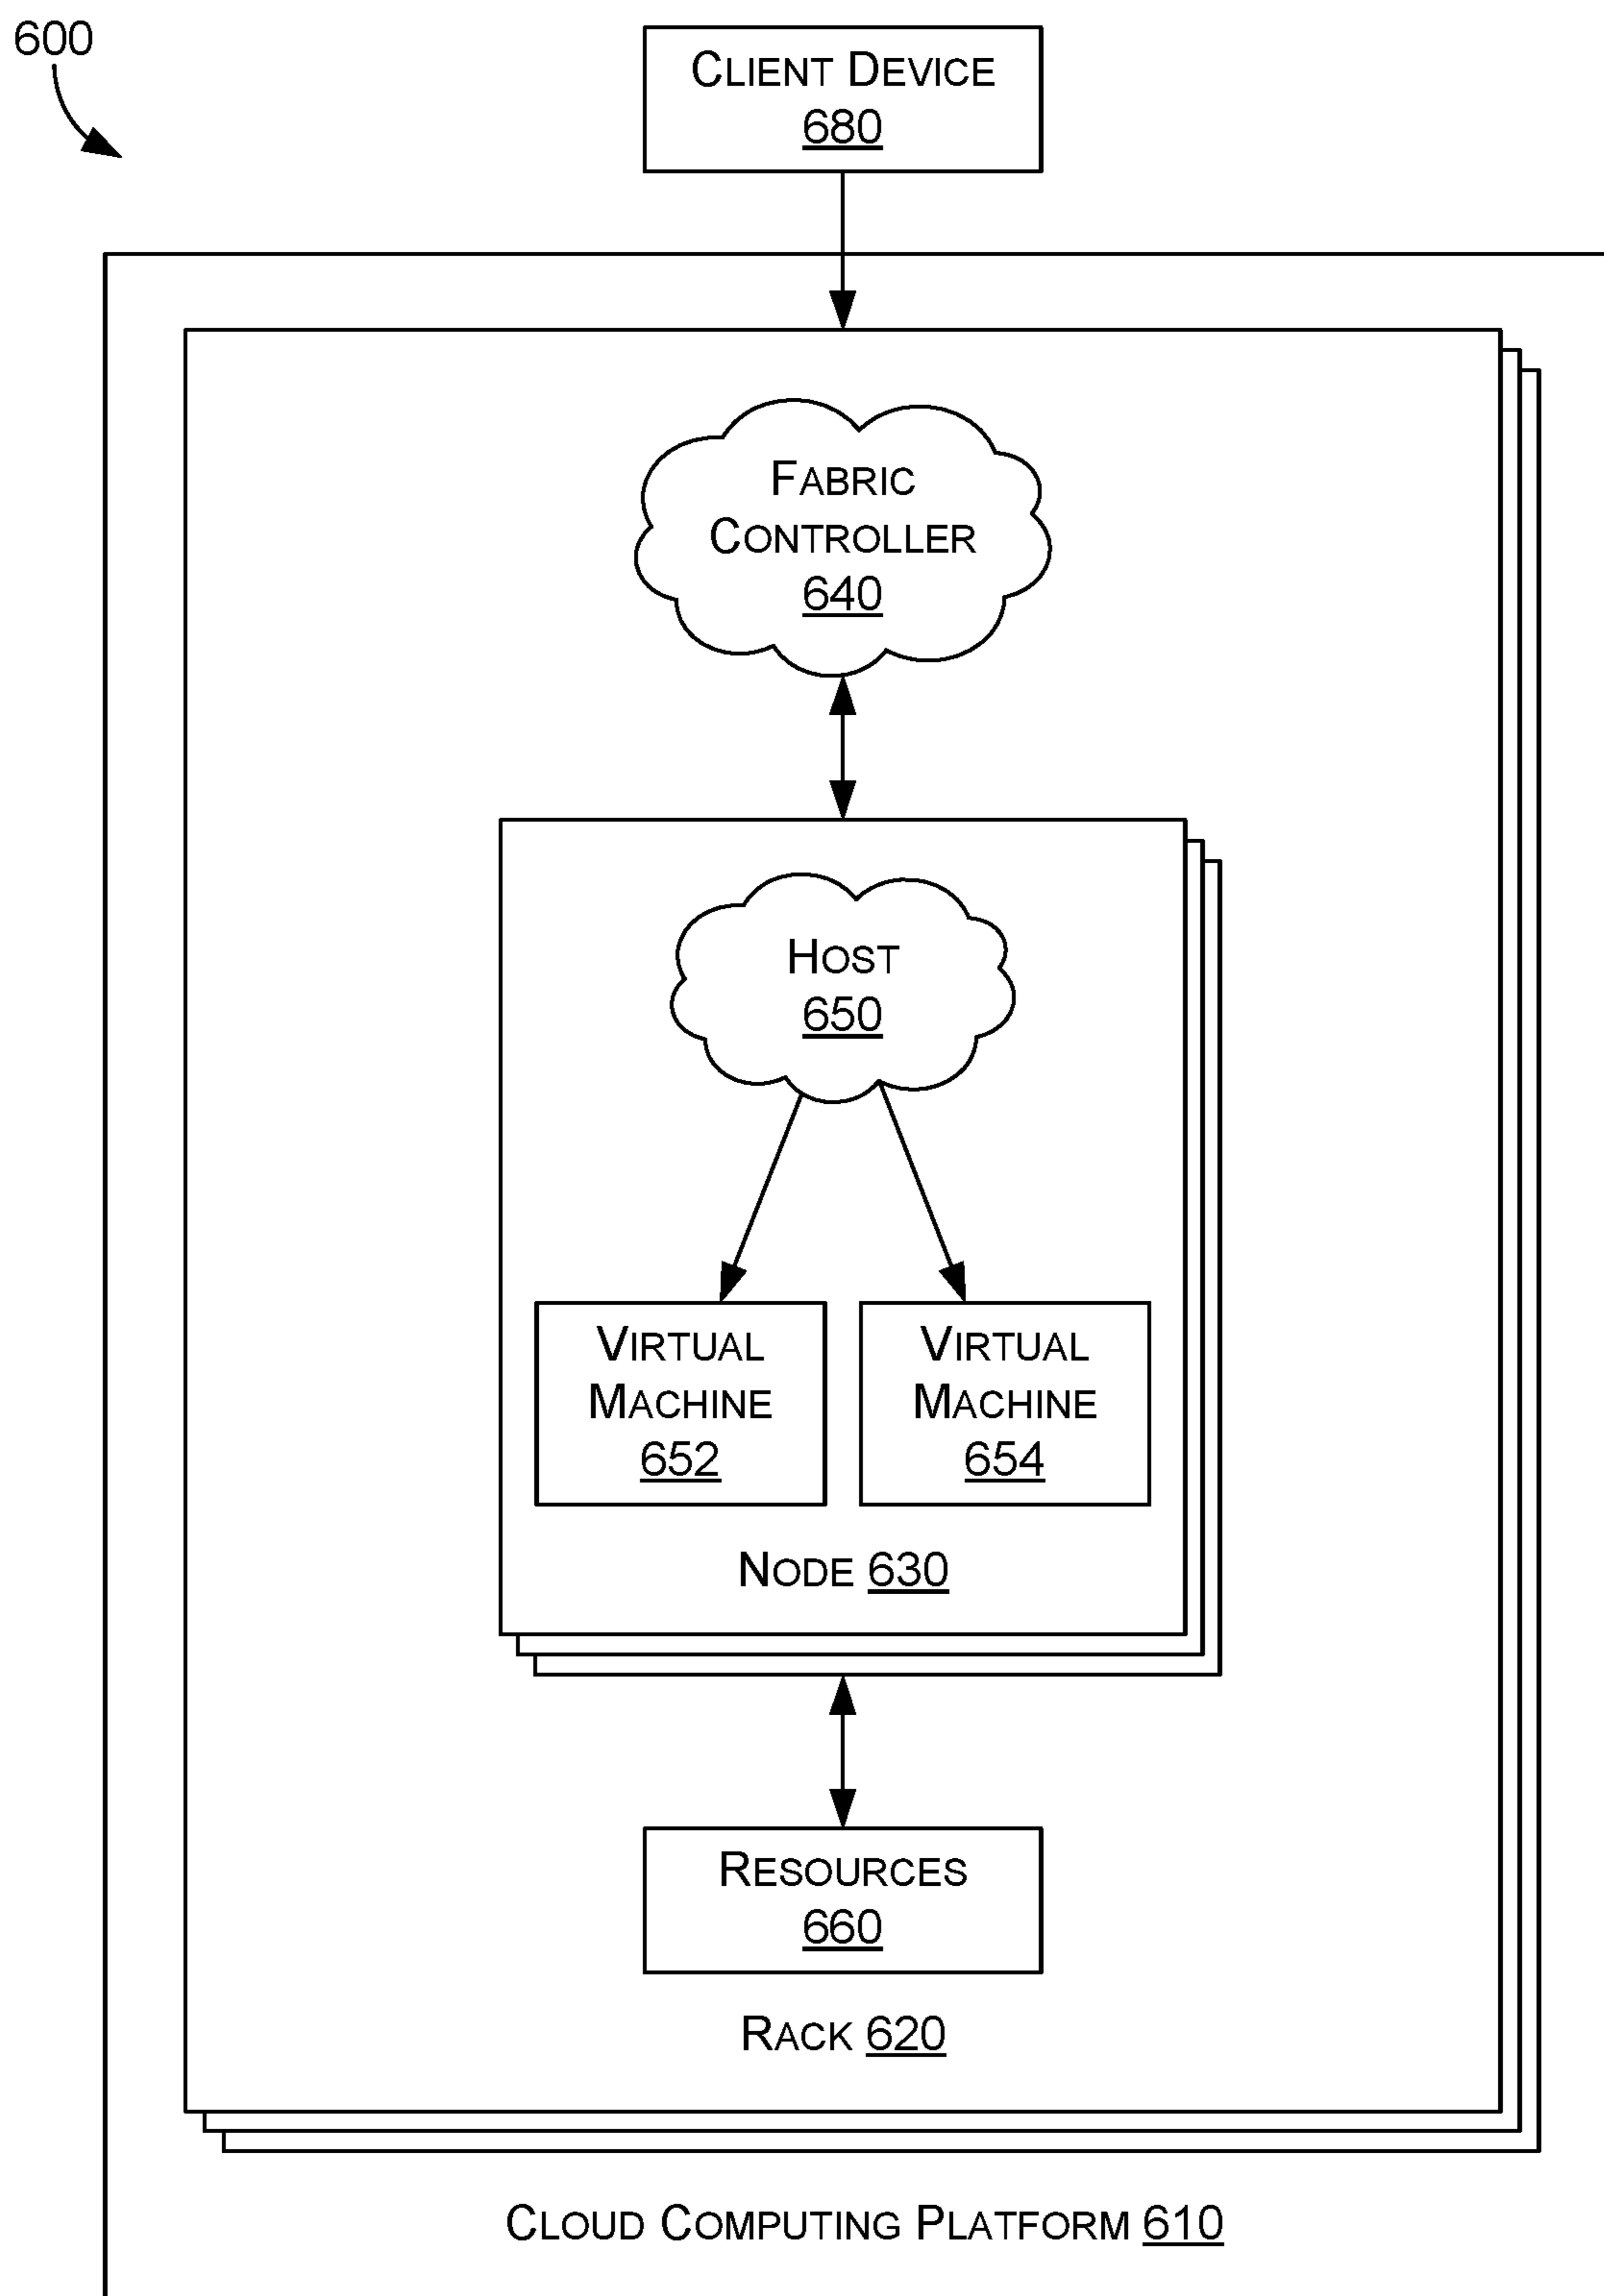 600
CLIENT DEVICE
680
FABRIC
CONTROLLER
640
HOST
650
VIRTUAL
MACHINE
652
VIRTUAL
MACHINE
654
NODE 630
RESOURCES
660
RACK 620
CLOUD COMPUTING PLATFORM 610